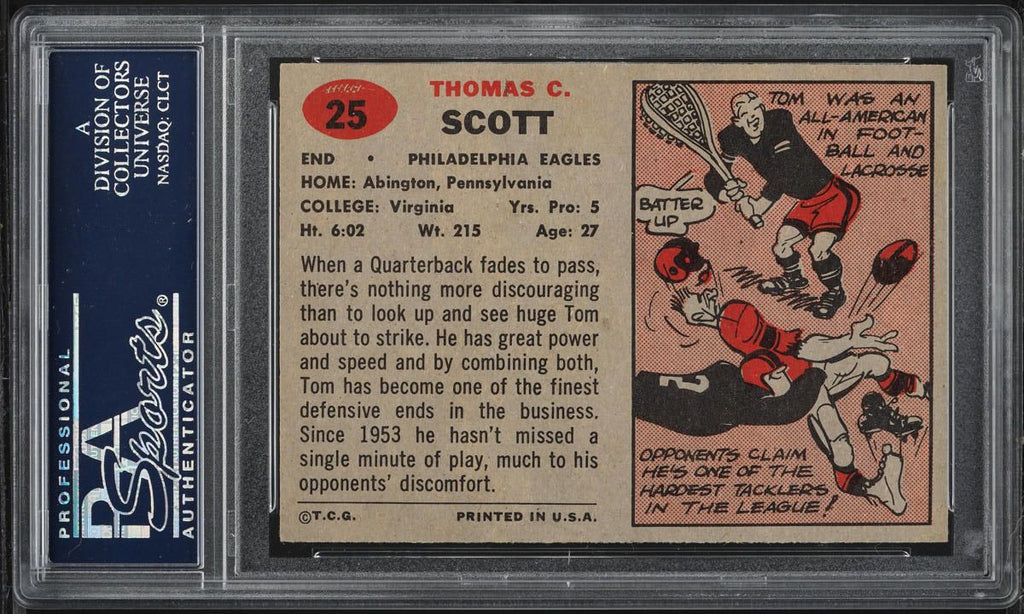 A
DIVISION OF
COLLECTORS
UNIVERSE
NASDAQ: CLCT
PROFESSIONAL
PSA
Sports®
AUTHENTICATOR
25
THOMAS C.
SCOTT
END • PHILADELPHIA EAGLES
HOME: Abington, Pennsylvania
COLLEGE: Virginia Yrs. Pro: 5
Ht. 6:02 Wt. 215 Age: 27
When a Quarterback fades to pass,
there's nothing more discouraging
than to look up and see huge Tom
about to strike. He has great power
and speed and by combining both,
Tom has become one of the finest
defensive ends in the business.
Since 1953 he hasn't missed a
single minute of play, much to his
opponents' discomfort.
©T.C.G. PRINTED IN U.S.A.
TOM WAS AN
ALL-AMERICAN
IN FOOT-
BALL AND
LACROSSE
BATTER
UP
2
OPPONENTS CLAIM
HE'S ONE OF THE
HARDEST TACKLERS
IN THE LEAGUE!